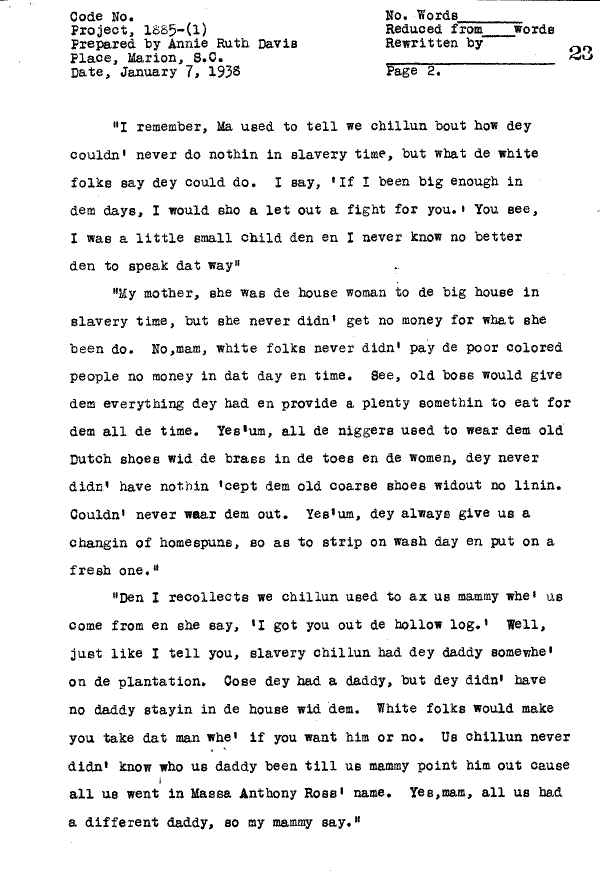 Code No.
Project, 1885-(1)
Prepared by Annie Ruth Davis
Place, Marion, S.C.
Date, January 7, 1938
No. Words
Reduced from words
Rewritten by
23
Page 2.
"I remember, Ma used to tell we chillun bout how dey
couldn' never do nothin in slavery time, but what de white
folks say dey could do. I say, 'If I been big enough in
dem days, I would sho a let out a fight for you.' You see,
I was a little small child den en I never know no better
den to speak dat way"
"My mother, she was de house woman to de big house in
slavery time, but she never didn' get no money for what she
been do. No,mam, white folks never didn' pay de poor colored
people no money in dat day en time. See, old boss would give
dem everything dey had en provide a plenty somethin to eat for
dem all de time. Yes'um, all de niggers used to wear dem old
Dutch shoes wid de brass in de toes en de women, dey never
didn' have nothin 'cept dem old coarse shoes widout no linin.
Couldn' never wear dem out. Yes'um, dey always give us a
changin of homespuns, so as to strip on wash day en put on a
fresh one."
"Den I recollects we chillun used to ax us mammy whe' us
come from en she say, 'I got you out de hollow log.' Well,
just like I tell you, slavery chillun had dey daddy somewhe'
on de plantation. Cose dey had a daddy, but dey didn' have
no daddy stayin in de house wid dem. White folks would make
you take dat man whe' if you want him or no. Us chillun never
didn' know who us daddy been till us mammy point him out cause
all us went in Massa Anthony Ross' name. Yes,mam, all us had
a different daddy, so my mammy say."